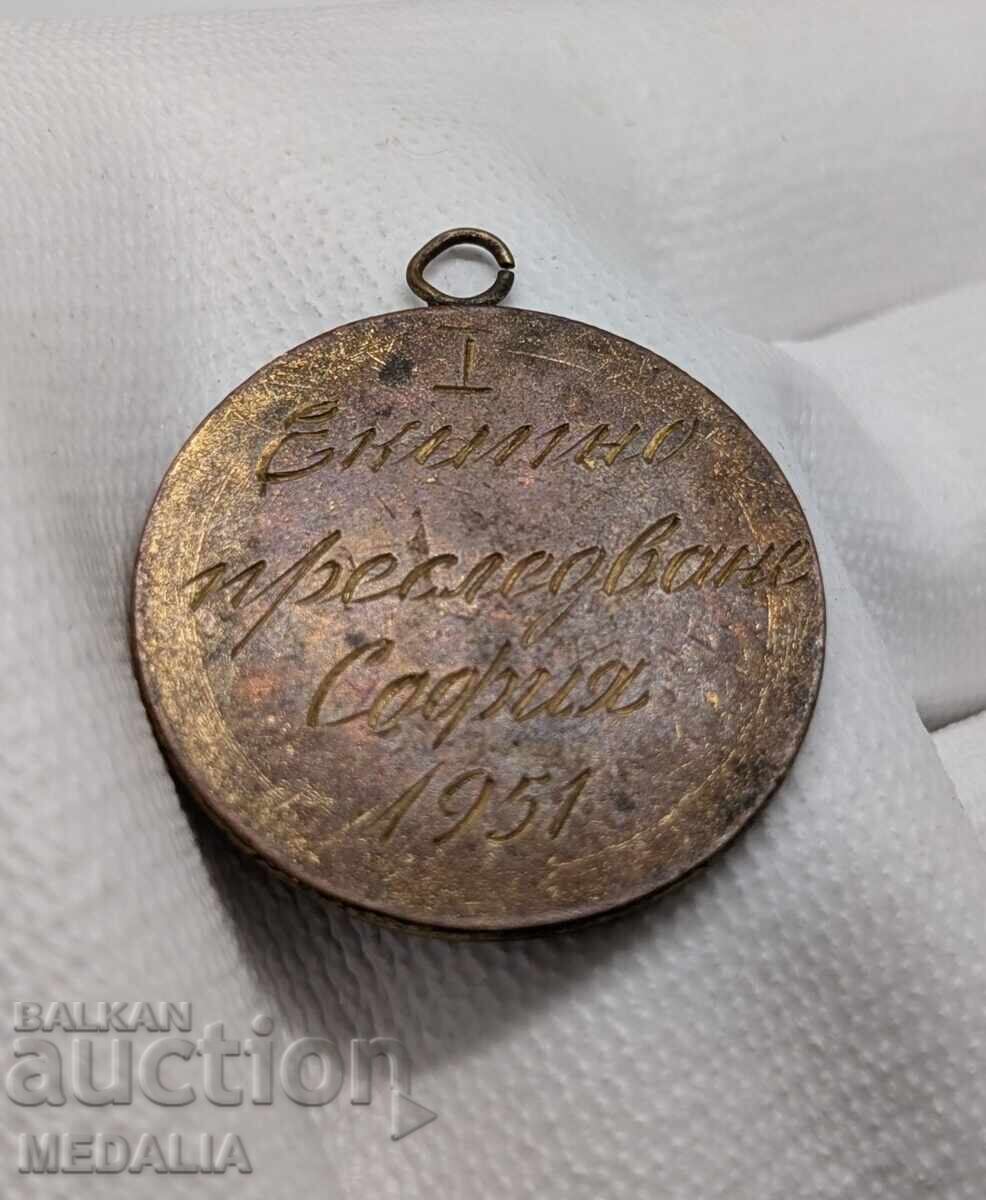 I
Екипно
преследване
София
1951
BALKAN
auction
MEDALIA